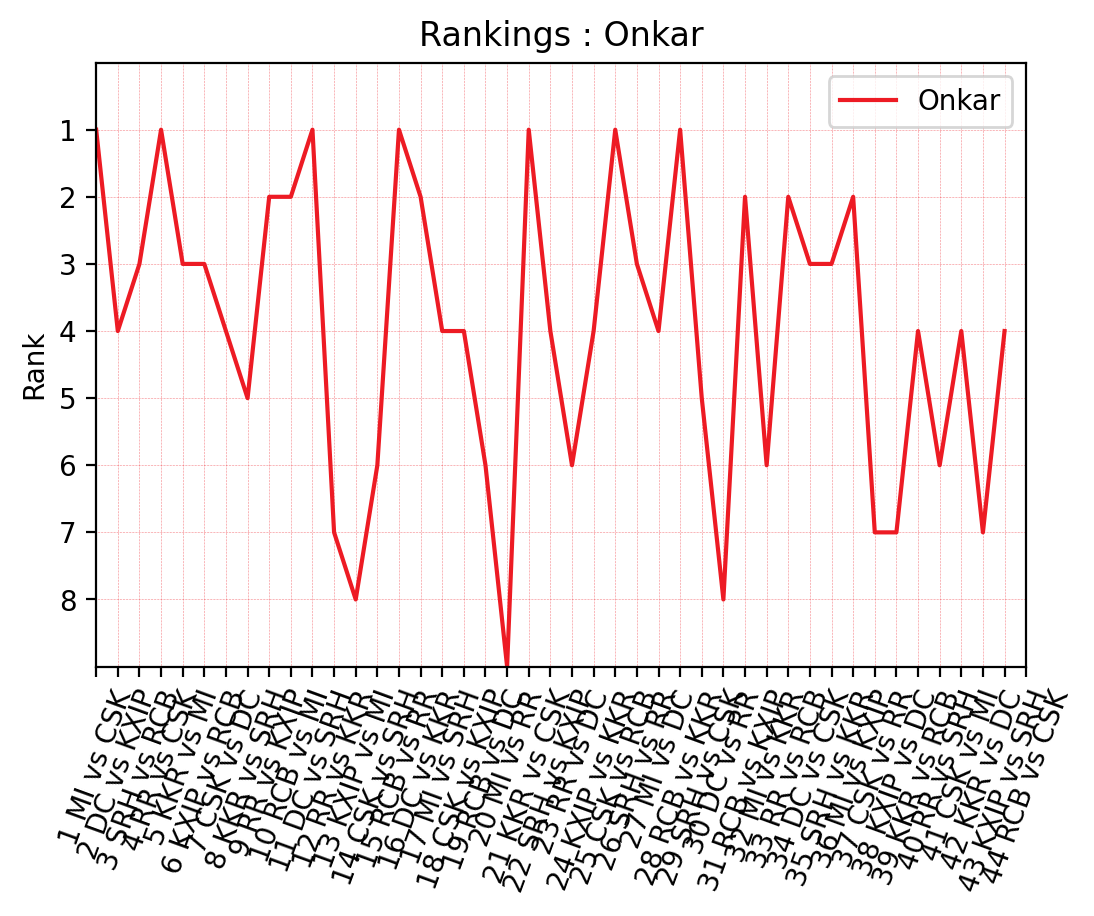 Rankings : Onkar
Onkar
Rank
1
2
3
4
5
6
7
8
1 MI vs CSK
2 DC vs KXIP
3 SRH vs RCB
4 RR vs CSK
5 KKR vs MI
6 KXIP vs RCB
7 CSK vs DC
8 KKR vs SRH
9 RR vs KXIP
10 RCB vs MI
11 DC vs SRH
12 RR vs KKR
13 KXIP vs MI
14 CSK vs SRH
15 RCB vs RR
16 DC vs KKR
17 MI vs SRH
18 CSK vs KXIP
19 RCB vs DC
20 MI vs RR
21 KKR vs CSK
22 SRH vs KXIP
23 RR vs DC
24 KXIP vs KKR
25 CSK vs RCB
26 SRH vs RR
27 MI vs DC
28 RCB vs KKR
29 SRH vs CSK
30 DC vs RR
31 RCB vs KXIP
32 MI vs KKR
33 RR vs RCB
34 DC vs CSK
35 SRH vs KKR
36 MI vs KXIP
37 CSK vs RR
38 KXIP vs DC
39 KKR vs RCB
40 RR vs SRH
41 CSK vs MI
42 KKR vs DC
43 KXIP vs SRH
44 RCB vs CSK